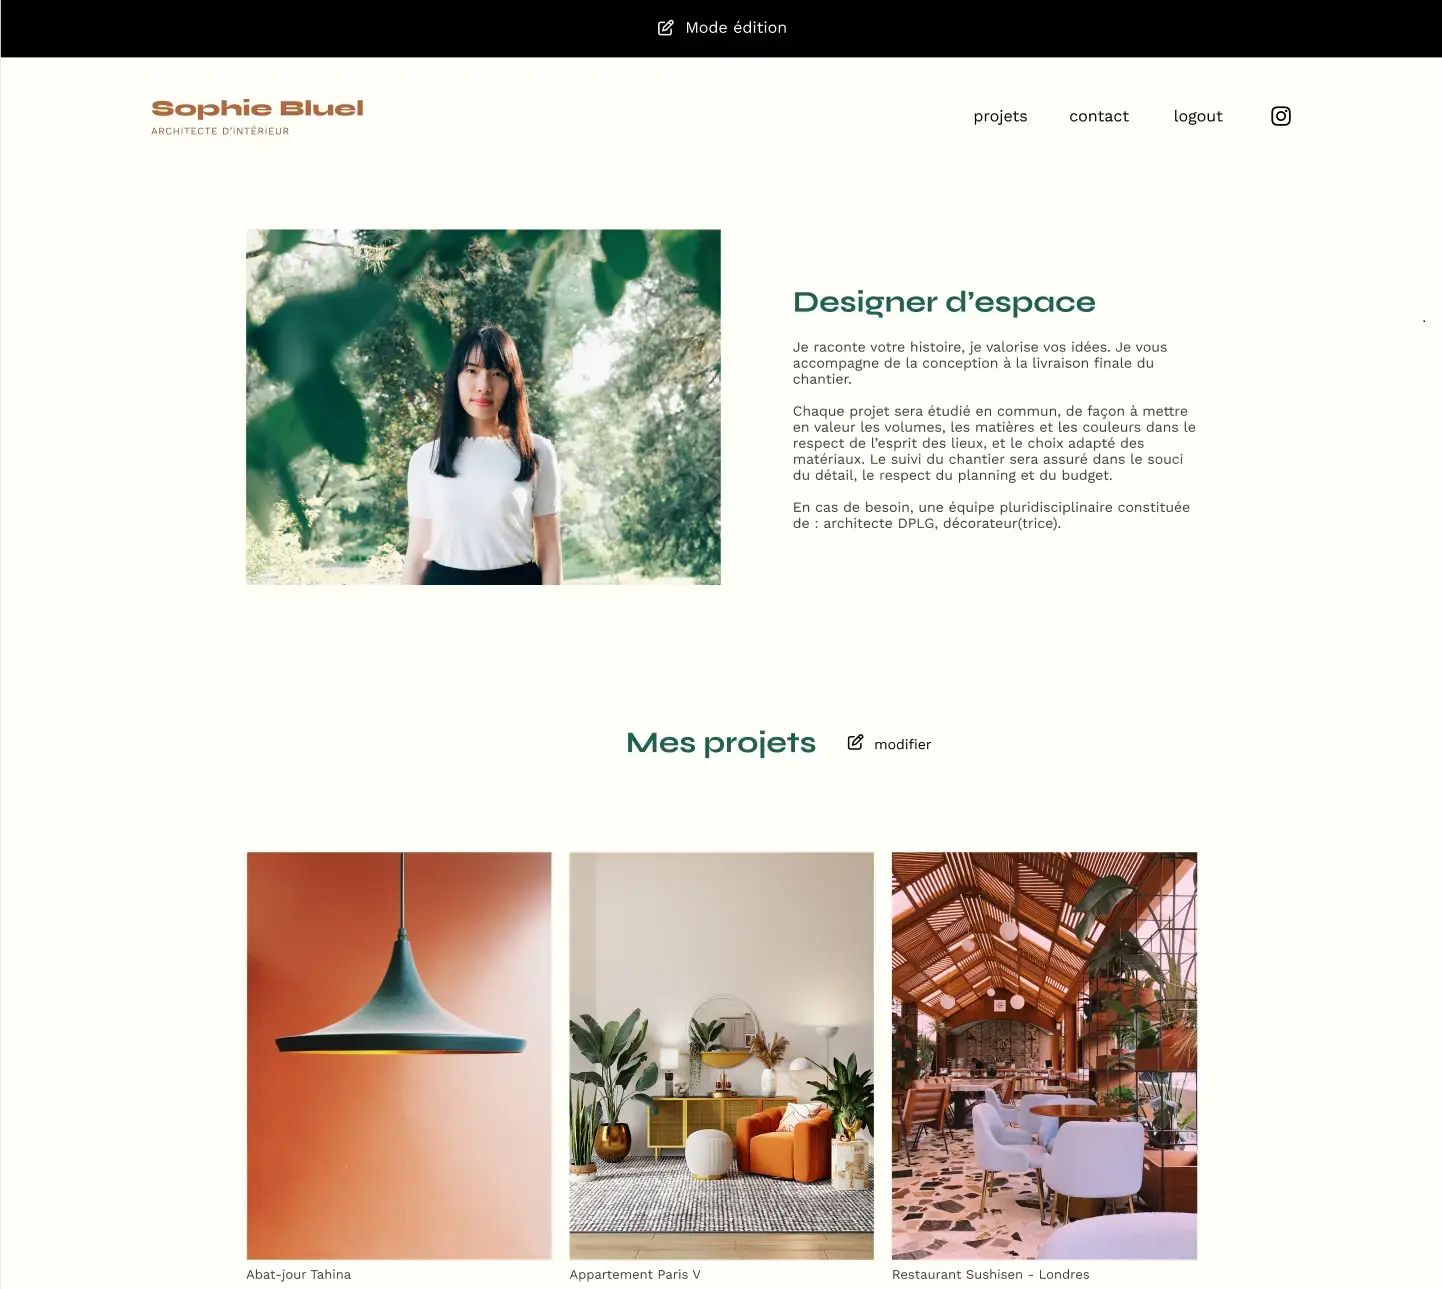 Mode édition
Sophie Bluel
ARCHITECTE D'INTÉRIEUR
projets
contact
logout
Designer d’espace
Je raconte votre histoire, je valorise vos idées. Je vous
accompagne de la conception à la livraison finale du
chantier.
Chaque projet sera étudié en commun, de façon à mettre
en valeur les volumes, les matières et les couleurs dans le
respect de l’esprit des lieux, et le choix adapté des
matériaux. Le suivi du chantier sera assuré dans le souci
du détail, le respect du planning et du budget.
En cas de besoin, une équipe pluridisciplinaire constituée
de : architecte DPLG, décorateur(trice).
Mes projets
modifier
Abat-jour Tahina
Appartement Paris V
Restaurant Sushisen - Londres